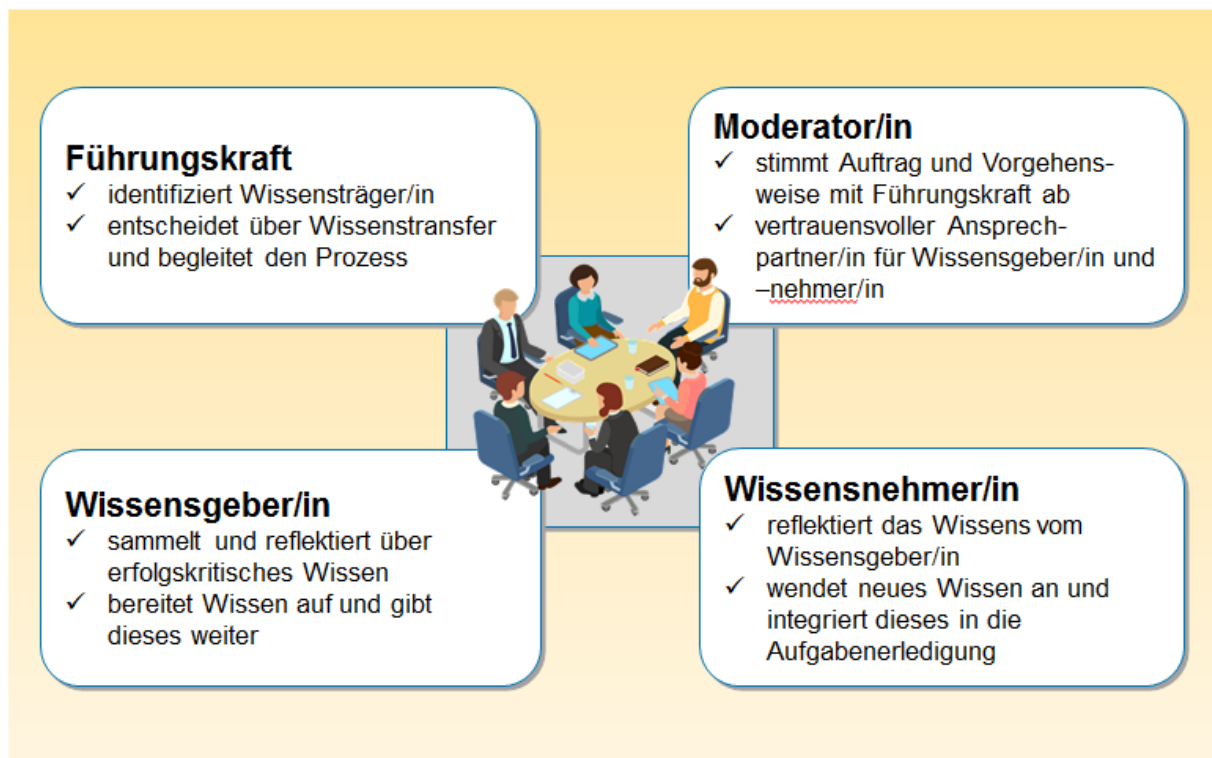 Führungskraft
✓ identifiziert Wissensträger/in
✓ entscheidet über Wissenstransfer
und begleitet den Prozess
Moderator/in
✓ stimmt Auftrag und Vorgehens-
weise mit Führungskraft ab
✓ vertrauensvoller Ansprech-
partner/in für Wissensgeber/in und
–nehmer/in
Wissensgeber/in
✓ sammelt und reflektiert über
erfolgskritisches Wissen
✓ bereitet Wissen auf und gibt
dieses weiter
Wissensnehmer/in
✓ reflektiert das Wissens vom
Wissensgeber/in
✓ wendet neues Wissen an und
integriert dieses in die
Aufgabenerledigung